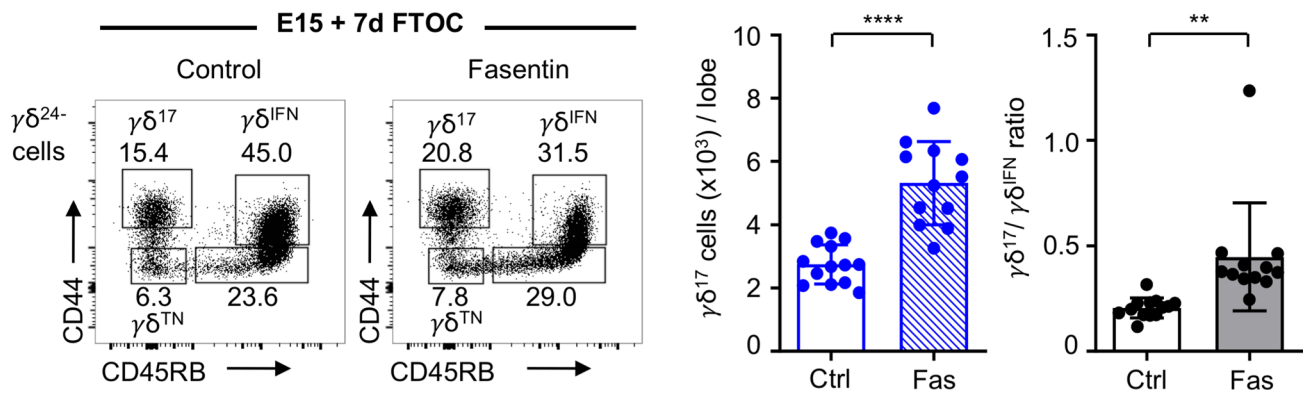 E15 + 7d FTOC
Control
Fasentin
γδ²⁴⁻
cells
γδ¹⁷
15.4
γδᴵᶠᴺ
45.0
6.3
23.6
γδᵀᴺ
γδ¹⁷
20.8
γδᴵᶠᴺ
31.5
7.8
29.0
γδᵀᴺ
CD44
CD45RB
CD44
CD45RB
γδ¹⁷ cells (x10³) / lobe
10
8
6
4
2
0
****
Ctrl
Fas
γδ¹⁷/ γδᴵᶠᴺ ratio
1.5
1.0
0.5
0
**
Ctrl
Fas